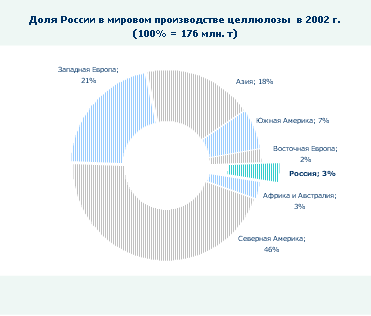 Доля России в мировом производстве целлюлозы в 2002 г.
(100% = 176 млн. т)
Западная Европа;
21%
Азия; 18%
Южная Америка; 7%
Восточная Европа;
2%
Россия; 3%
Африка и Австралия;
3%
Северная Америка;
46%